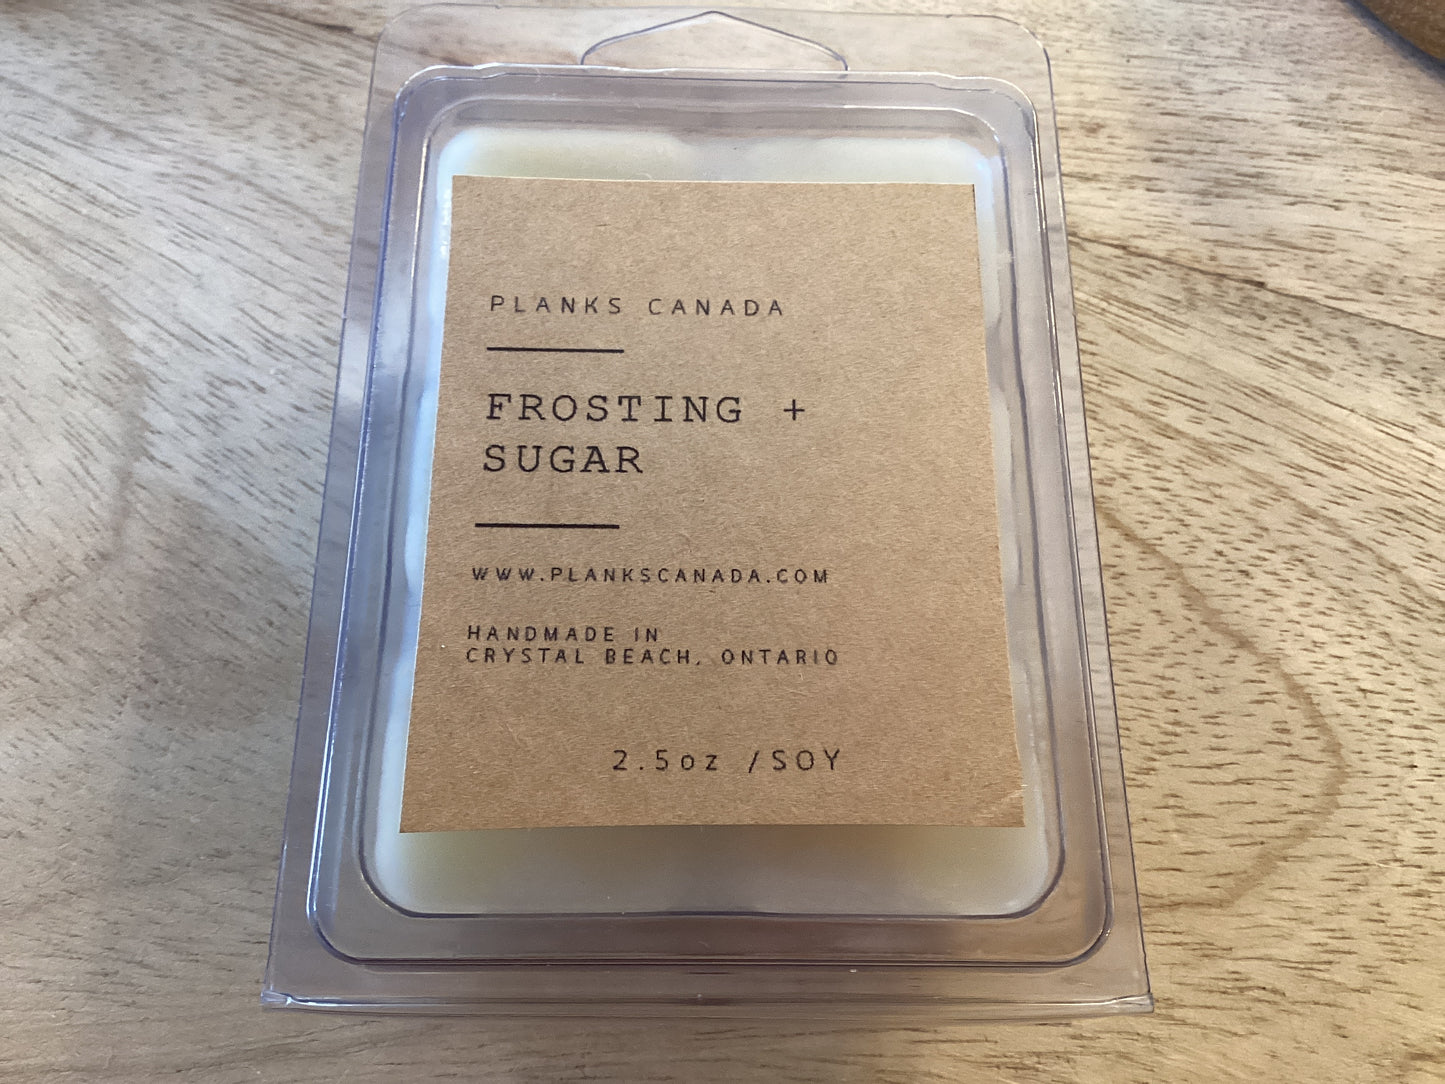 PLANKS CANADA
FROSTING +
SUGAR
WWW.PLANKSCANADA.COM
HANDMADE IN
CRYSTAL BEACH, ONTARIO
2.5oz /SOY